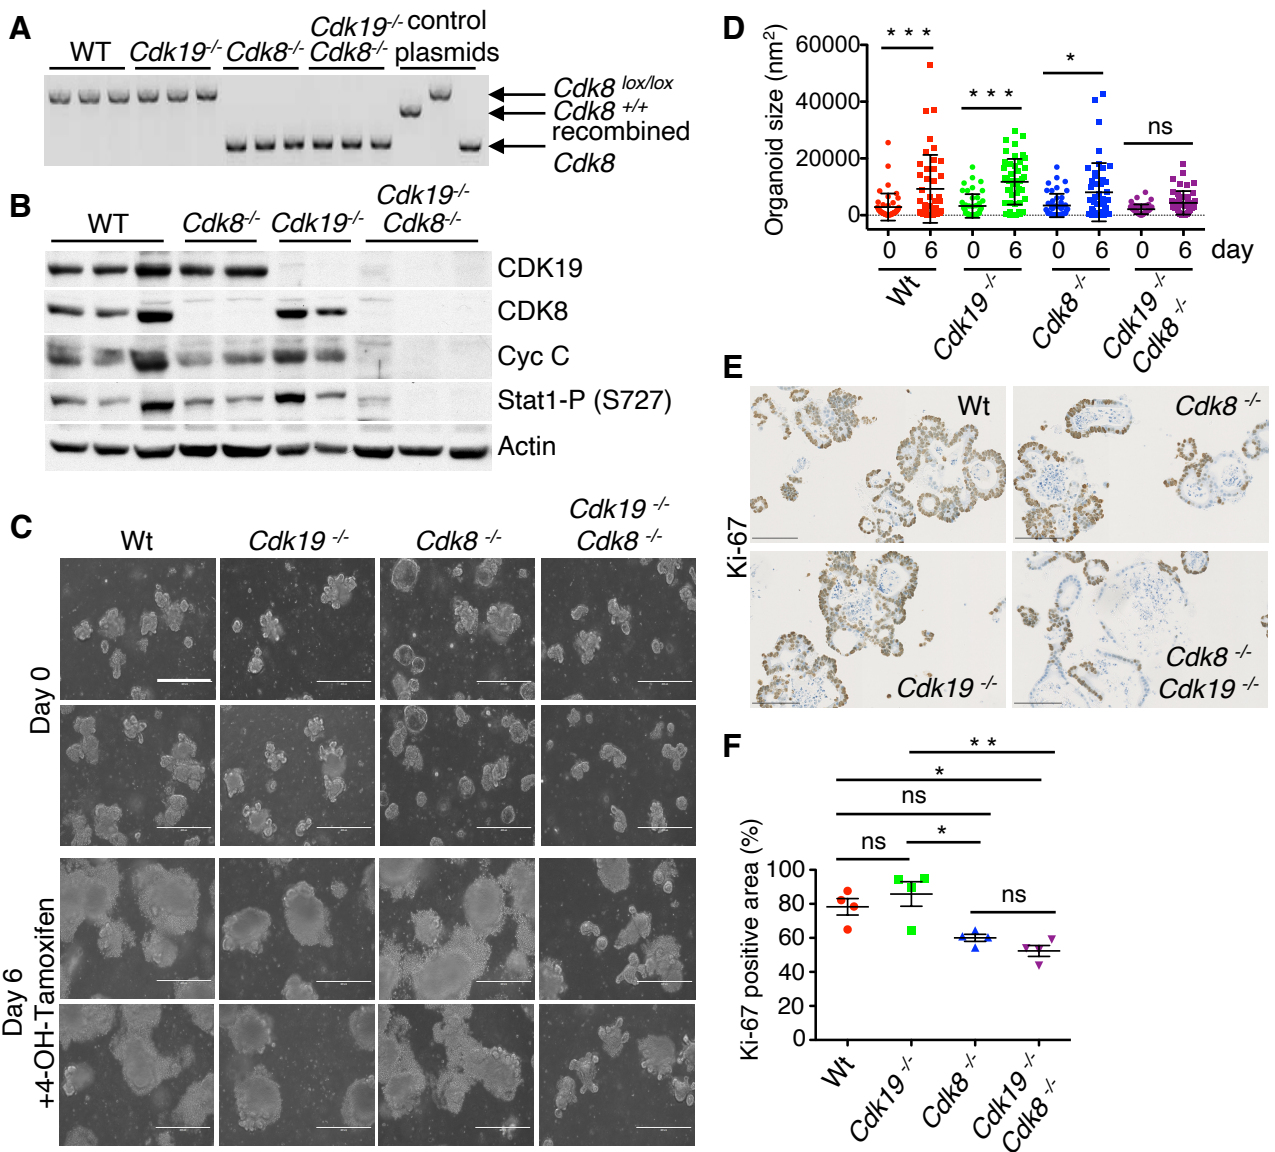 A
WT
Cdk19-/-
Cdk8-/-
Cdk19-/-
Cdk8-/-
control
plasmids
Cdk8 lox/lox
Cdk8 +/+
recombined
Cdk8
B
WT
Cdk8-/-
Cdk19-/-
Cdk19-/-
Cdk8-/-
CDK19
CDK8
Cyc C
Stat1-P (S727)
Actin
C
Wt
Cdk19 -/-
Cdk8 -/-
Cdk19 -/-
Cdk8 -/-
Day 0
Day 6
+4-OH-Tamoxifen
D
Organoid size (nm2)
60000
40000
20000
0
* * *
* * *
*
ns
0 6 0 6 0 6 0 6 day
Wt
Cdk19 -/-
Cdk8 -/-
Cdk19 -/-
Cdk8 -/-
E
Ki-67
Wt
Cdk8 -/-
Cdk19 -/-
Cdk8 -/-
Cdk19 -/-
F
* *
*
ns
ns
*
ns
Ki-67 positive area (%)
100
80
60
40
20
0
Wt
Cdk19 -/-
Cdk8 -/-
Cdk19 -/-
Cdk8 -/-